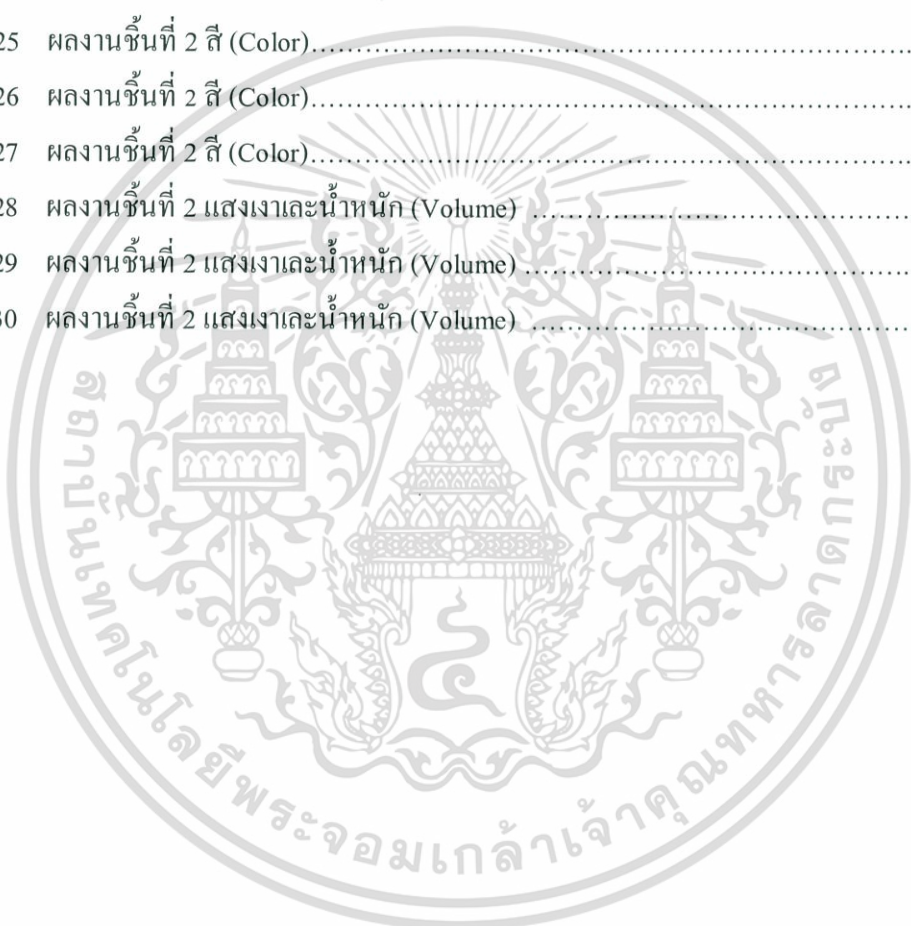 25 ผลงานชิ้นที่ 2 สี (Color)
26 ผลงานชิ้นที่ 2 สี (Color)
27 ผลงานชิ้นที่ 2 สี (Color)
28 ผลงานชิ้นที่ 2 แสงเงาและน้ำหนัก (Volume)
29 ผลงานชิ้นที่ 2 แสงเงาและน้ำหนัก (Volume)
30 ผลงานชิ้นที่ 2 แสงเงาและน้ำหนัก (Volume)
สถาบันเทคโนโลยีพระจอมเกล้าเจ้าคุณทหารลาดกระบัง
๔